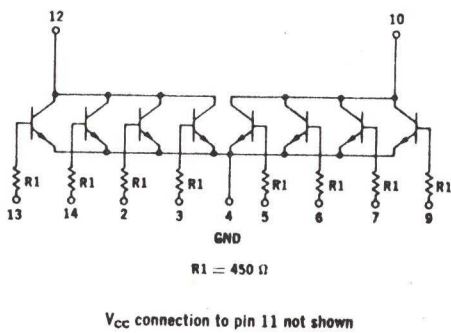 12 10
R1 R1 R1 R1 R1 R1 R1 R1
13 14 2 3 4 5 6 7 9
GND
R1 = 450 Ω
VCC connection to pin 11 not shown